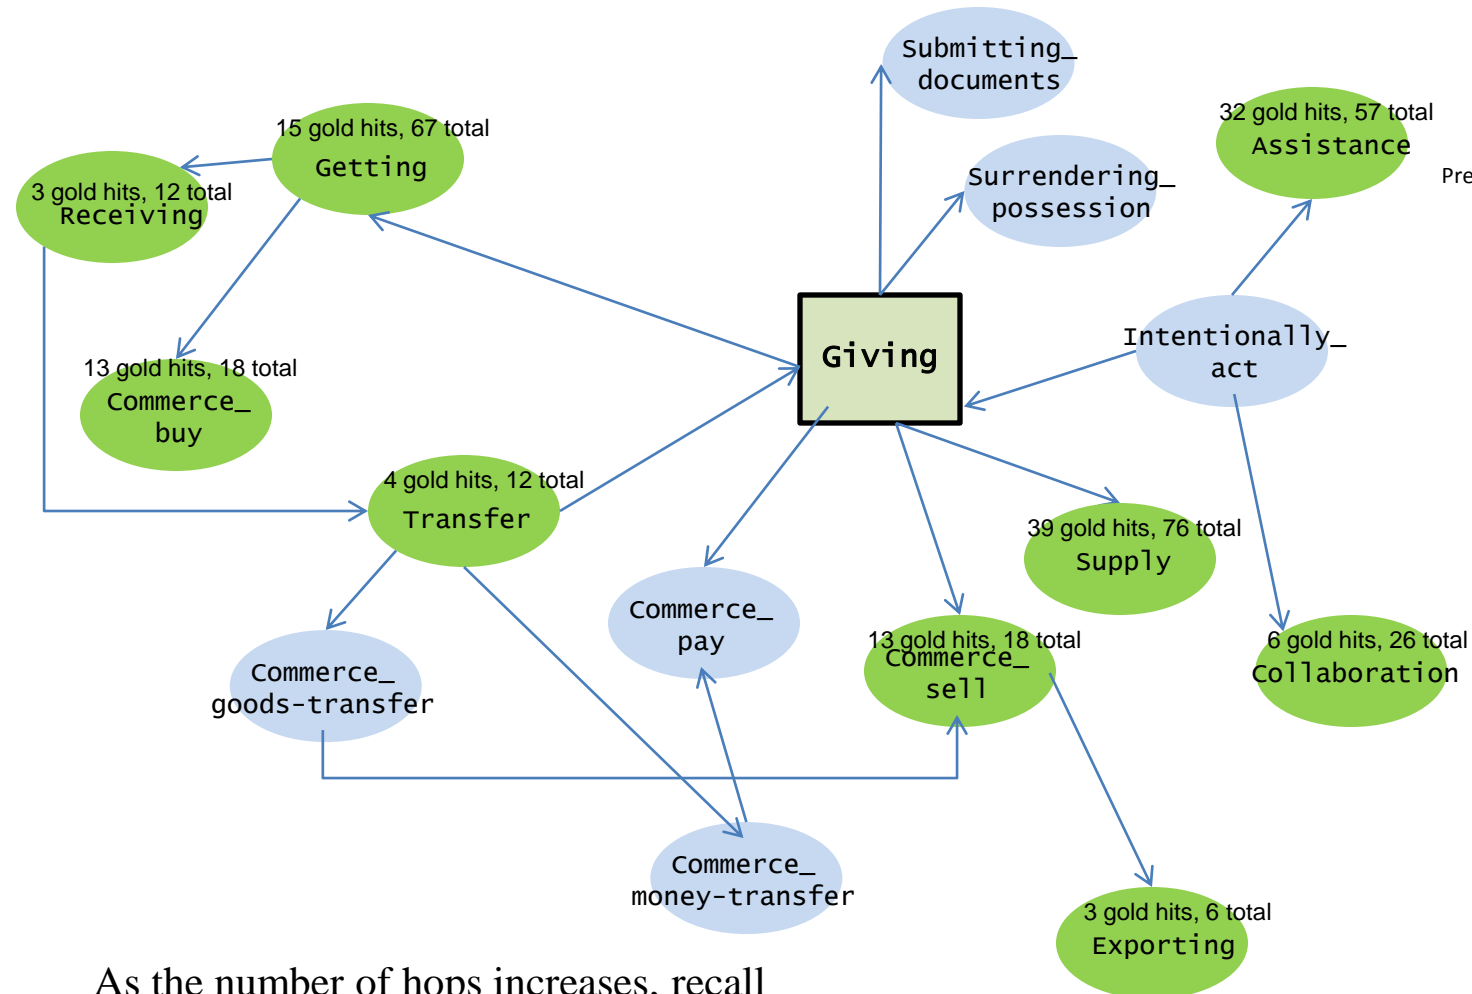 Submitting_
documents
15 gold hits, 67 total
Getting
32 gold hits, 57 total
Assistance
Pre
3 gold hits, 12 total
Receiving
Surrendering_
possession
Giving
Intentionally_
act
13 gold hits, 18 total
Commerce_
buy
4 gold hits, 12 total
Transfer
39 gold hits, 76 total
Supply
Commerce_
pay
13 gold hits, 18 total
Commerce_
sell
6 gold hits, 26 total
Collaboration
Commerce_
goods-transfer
Commerce_
money-transfer
3 gold hits, 6 total
Exporting
As the number of hops increases, recall